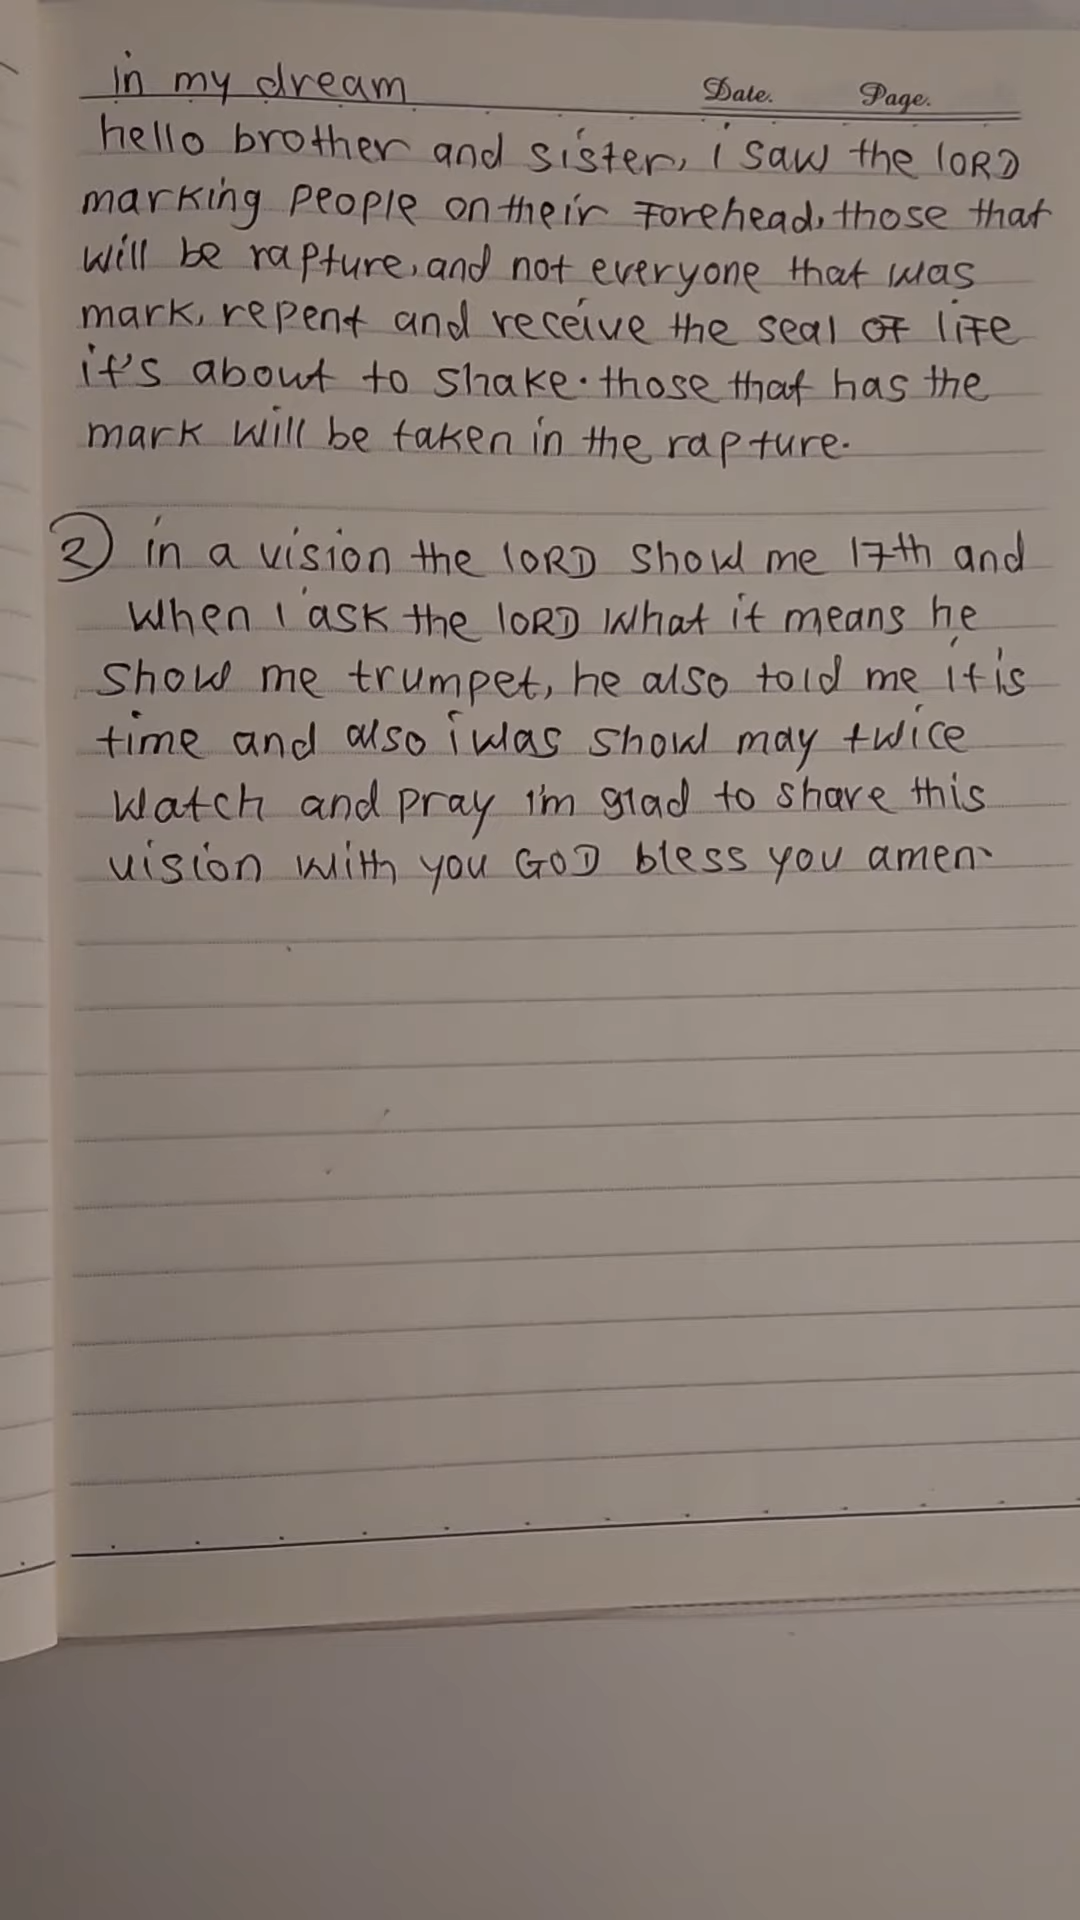 in my dream
Date. Page.
hello brother and sister, i saw the lORD
marking people on their Forehead, those that
will be rapture, and not everyone that was
mark, repent and receive the seal OF liFe
it's about to shake. those that has the
mark will be taken in the rapture.
2 in a vision the lORD show me 17th and
when i ask the lORD what it means he
show me trumpet, he also told me it is
time and also i was show may twice
watch and pray i'm glad to share this
vision with you GOD bless you amen.